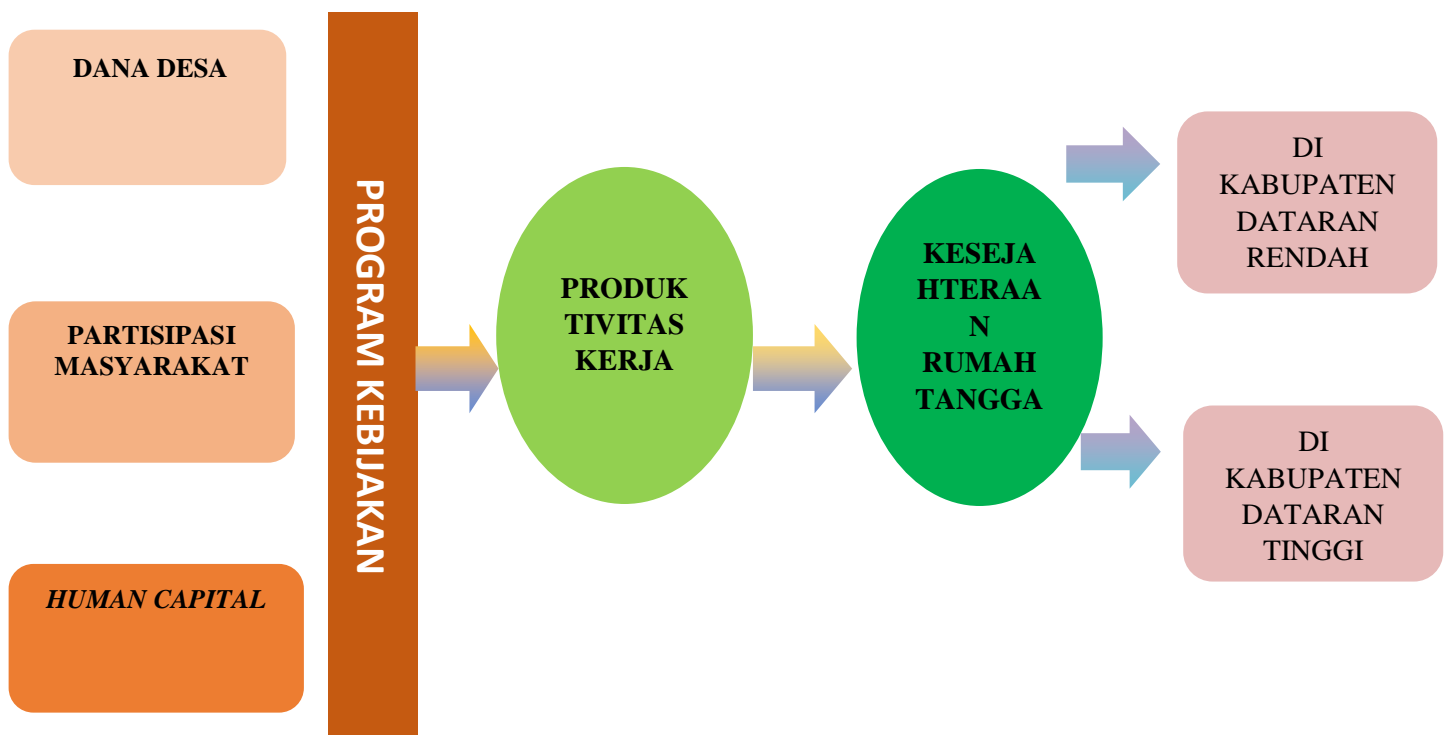 DANA DESA
PARTISIPASI
MASYARAKAT
HUMAN CAPITAL
PROGRAM KEBIJAKAN
PRODUK
TIVITAS
KERJA
KESEJA
HTERAA
N
RUMAH
TANGGA
DI
KABUPATEN
DATARAN
RENDAH
DI
KABUPATEN
DATARAN
TINGGI